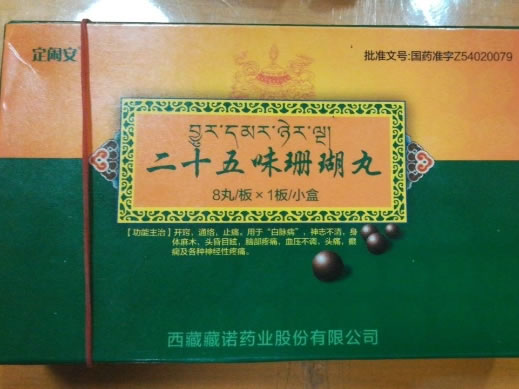 批准文号:国药准字Z54020079
བྱུར་དམར་ཉེར་ལྔ།
二十五味珊瑚丸
8丸/板×1板/小盒
【功能主治】开窍，通络，止痛。用于“白脉病”，神志不清，身
体麻木，头昏目眩，脑部疼痛，血压不调，头痛，癫
痫及各种神经性疼痛。
西藏藏诺药业股份有限公司